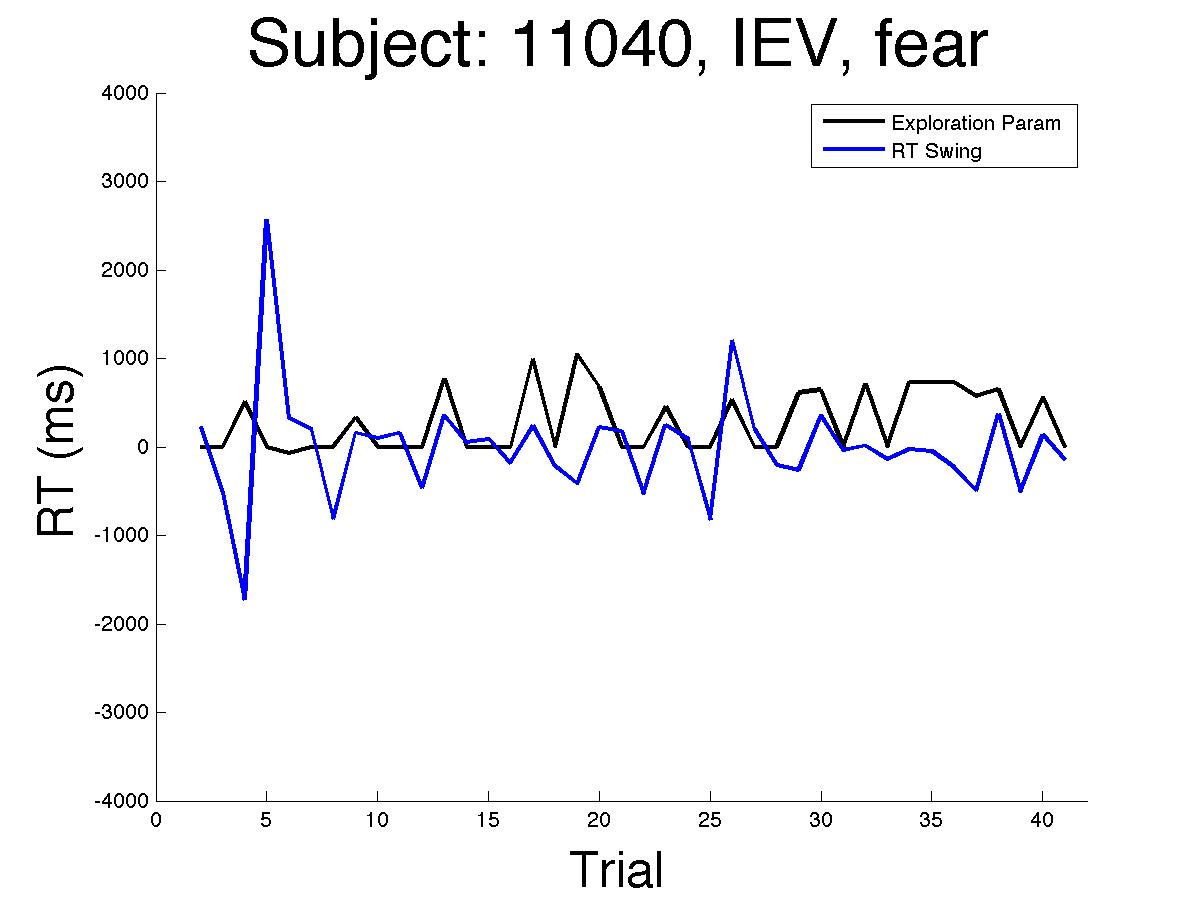 Subject: 11040, IEV, fear
Exploration Param
RT Swing
4000
3000
2000
1000
0
-1000
-2000
-3000
-4000
RT (ms)
0 5 10 15 20 25 30 35 40
Trial